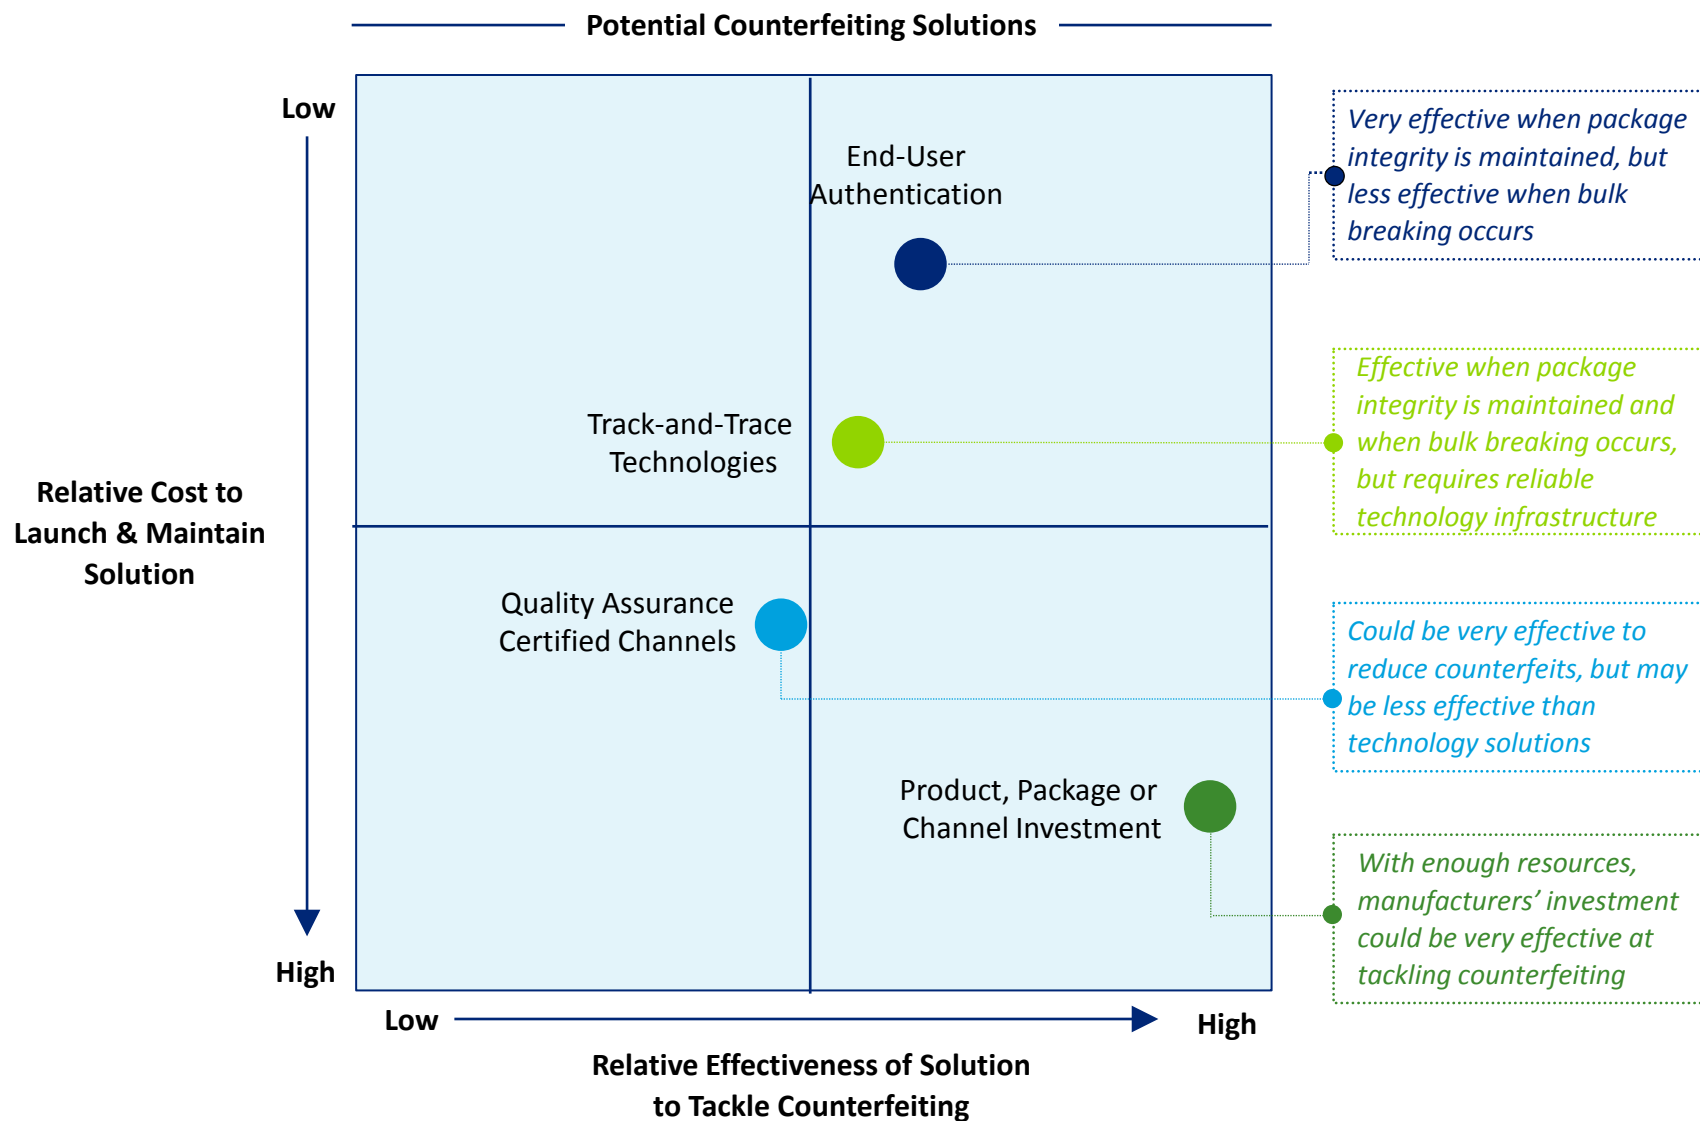 Potential Counterfeiting Solutions
Low
Relative Cost to
Launch & Maintain
Solution
High
End-User
Authentication
Track-and-Trace
Technologies
Quality Assurance
Certified Channels
Product, Package or
Channel Investment
Very effective when package
integrity is maintained, but
less effective when bulk
breaking occurs
Effective when package
integrity is maintained and
when bulk breaking occurs,
but requires reliable
technology infrastructure
Could be very effective to
reduce counterfeits, but may
be less effective than
technology solutions
With enough resources,
manufacturers’ investment
could be very effective at
tackling counterfeiting
Low
High
Relative Effectiveness of Solution
to Tackle Counterfeiting